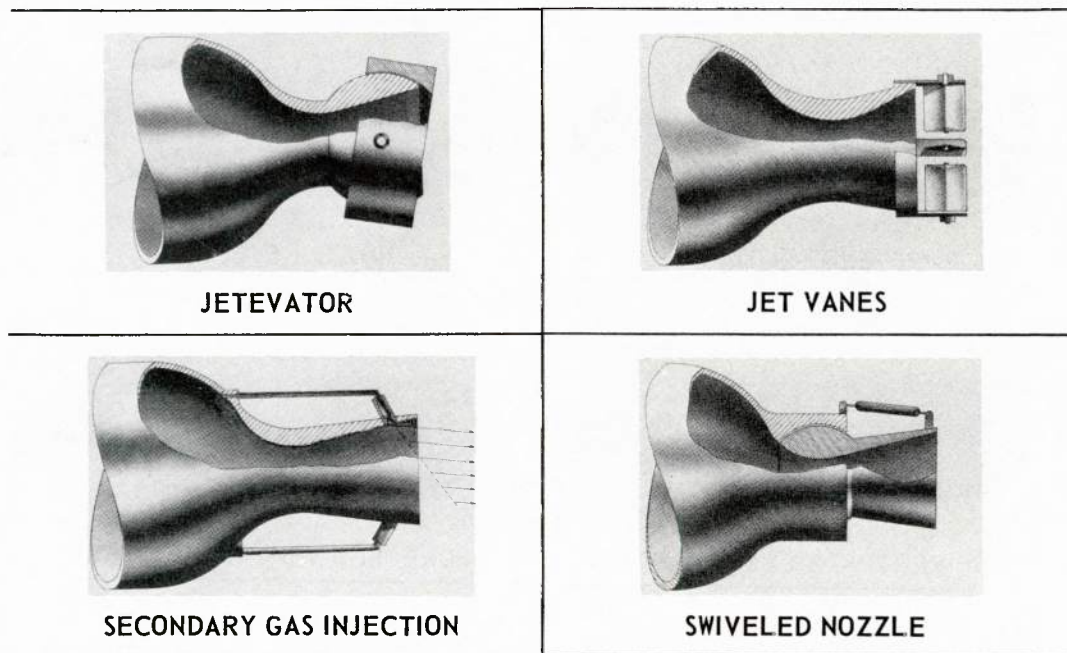 JETEVATOR
JET VANES
SECONDARY GAS INJECTION
SWIVELED NOZZLE